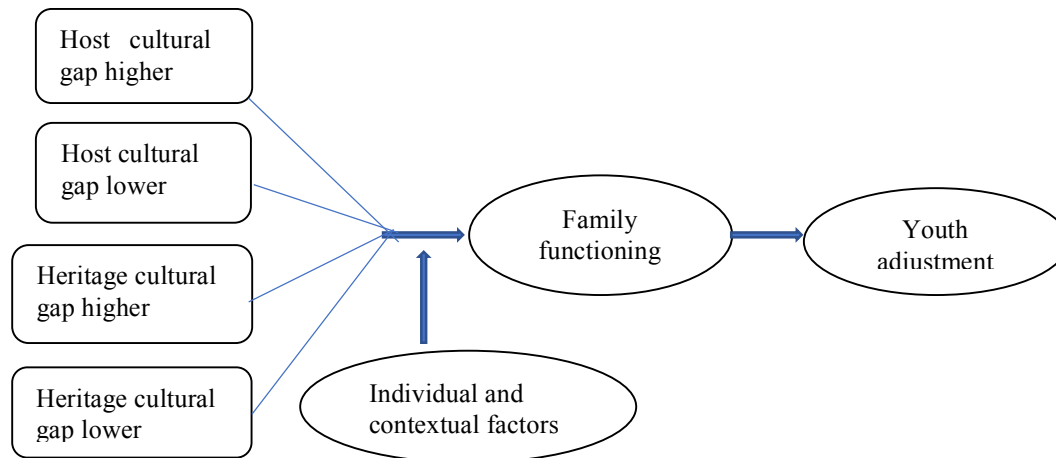 Host cultural
gap higher
Host cultural
gap lower
Heritage cultural
gap higher
Heritage cultural
gap lower
Family
functioning
Youth
adjustment
Individual and
contextual factors